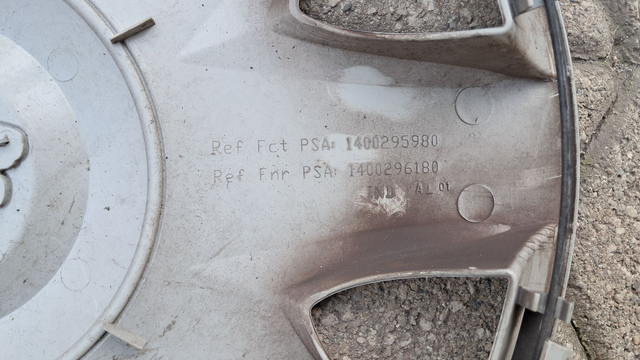 Ref Fct PSA: 1400295980
Ref Fnr PSA: 1400296180
IND AL 01